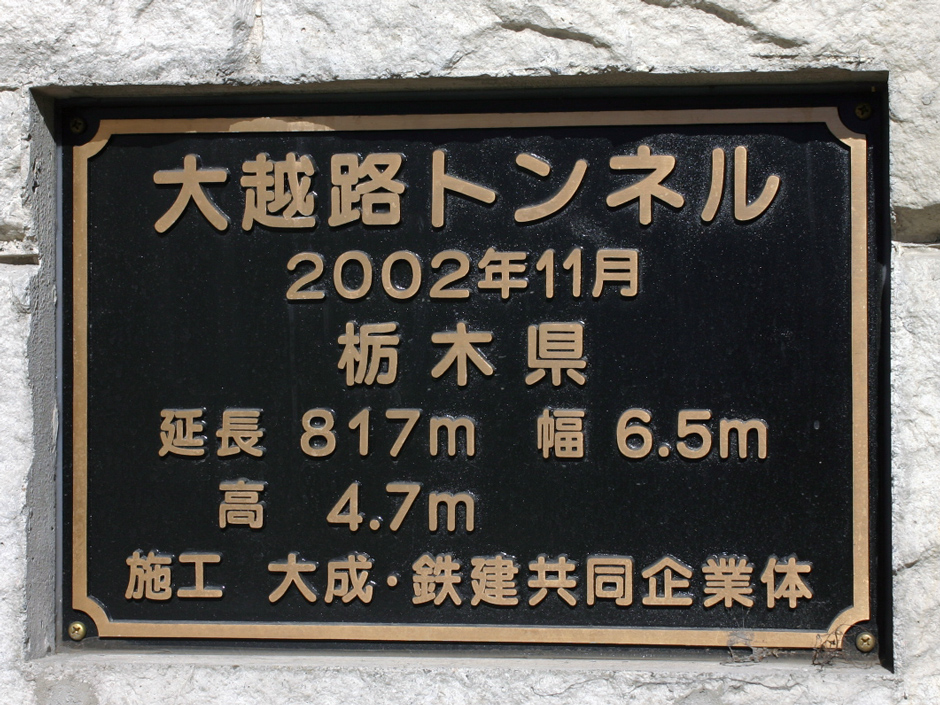 大越路トンネル
2002年11月
栃木県
延長 817m 幅 6.5m
高 4.7m
施工 大成・鉄建共同企業体